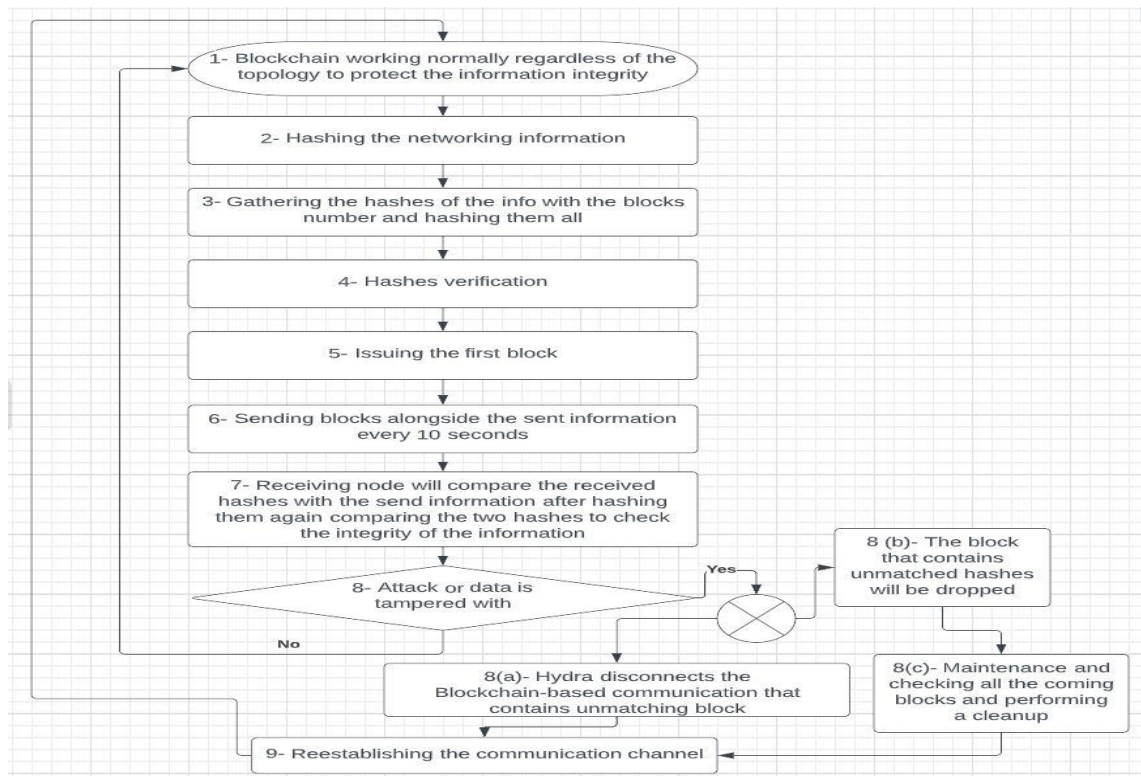 1- Blockchain working normally regardless of the
topology to protect the information integrity
2- Hashing the networking information
3- Gathering the hashes of the info with the blocks
number and hashing them all
4- Hashes verification
5- Issuing the first block
6- Sending blocks alongside the sent information
every 10 seconds
7- Receiving node will compare the received
hashes with the send information after hashing
them again comparing the two hashes to check
the integrity of the information
8- Attack or data is
tampered with
Yes
No
8 (b)- The block
that contains
unmatched hashes
will be dropped
8(a)- Hydra disconnects the
Blockchain-based communication that
contains unmatching block
8(c)- Maintenance and
checking all the coming
blocks and performing
a cleanup
9- Reestablishing the communication channel